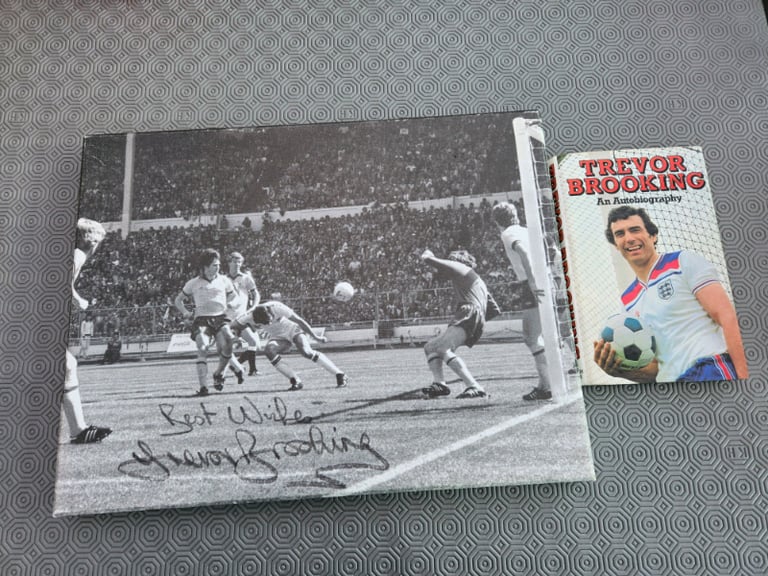 Best Wishes
Trevor Brooking
TREVOR
BROOKING
An Autobiography